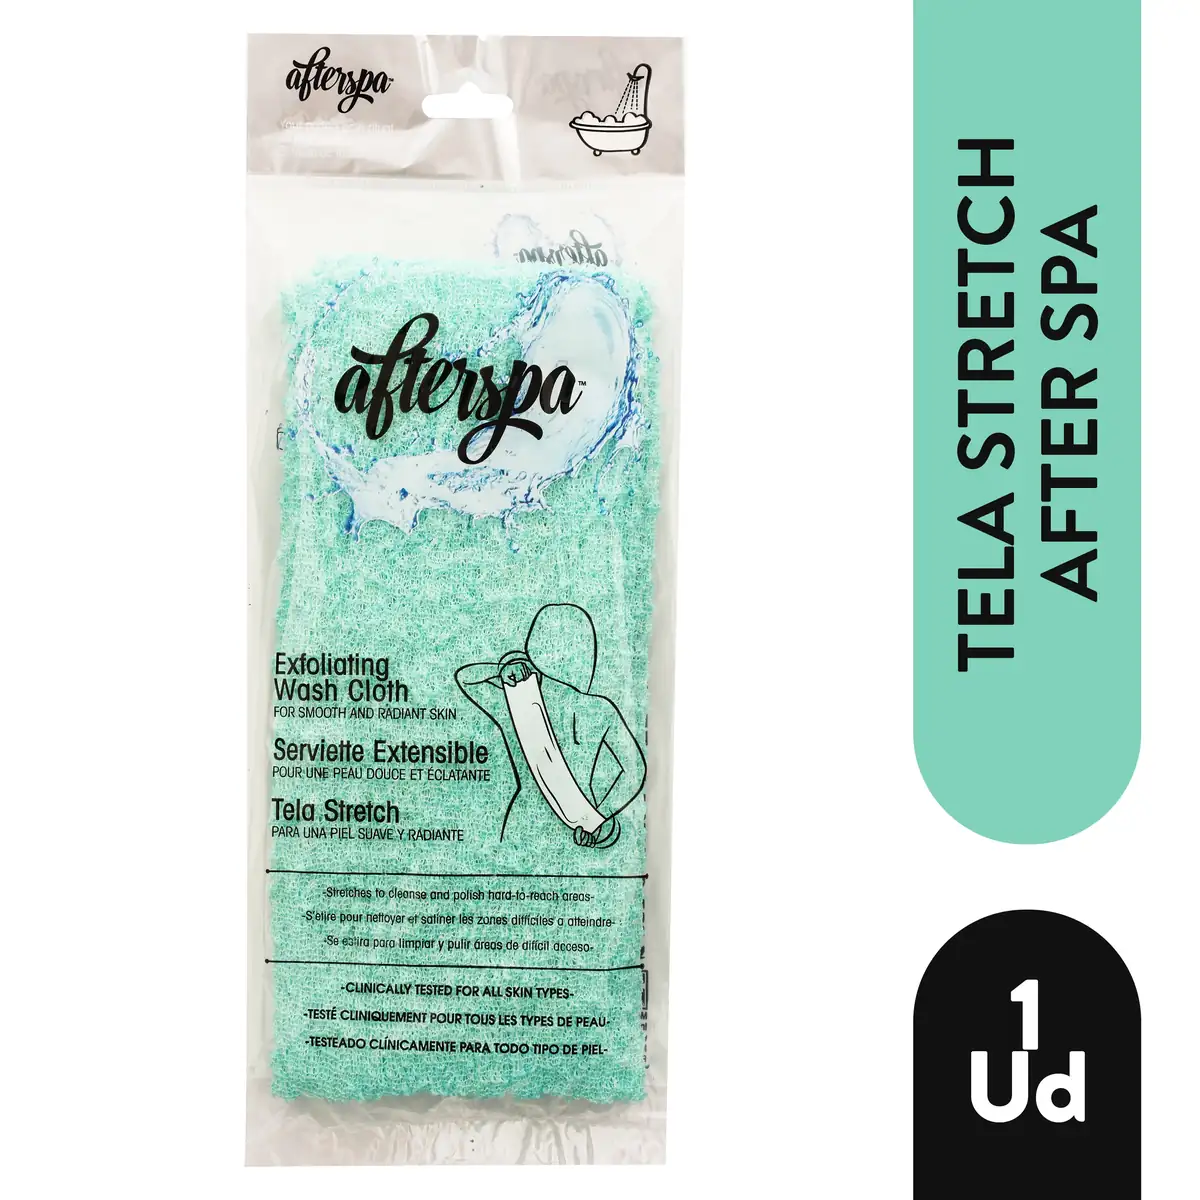 afterspa™
afterspa
afterspa™
Exfoliating
Wash Cloth
FOR SMOOTH AND RADIANT SKIN
Serviette Extensible
POUR UNE PEAU DOUCE ET ÉCLATANTE
Tela Stretch
PARA UNA PIEL SUAVE Y RADIANTE
-Stretches to cleanse and polish hard-to-reach areas-
-S'etire pour nettoyer et satiner les zones difficiles a atteindre-
-Se estira para limpiar y pulir áreas de difícil acceso-
-CLINICALLY TESTED FOR ALL SKIN TYPES-
-TESTÉ CLINIQUEMENT POUR TOUS LES TYPES DE PEAU-
-TESTEADO CLÍNICAMENTE PARA TODO TIPO DE PIEL-
TELA STRETCH
AFTER SPA
1
Ud